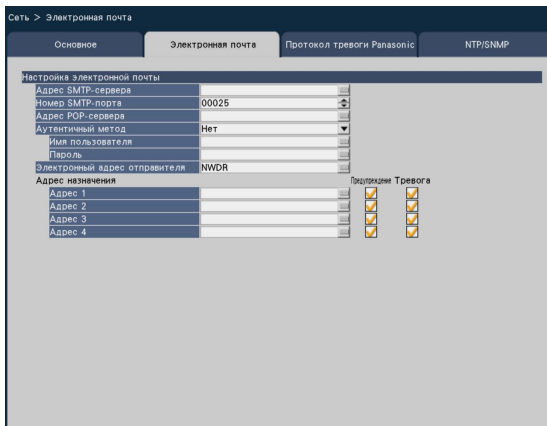 Сеть > Электронная почта
Основное Электронная почта Протокол тревоги Panasonic NTP/SNMP
Настройка электронной почты
Адрес SMTP-сервера
Номер SMTP-порта 00025
Адрес POP-сервера
Аутентичный метод Нет
Имя пользователя
Пароль
Электронный адрес отправителя NWDR
Адрес назначения Предупреждение Тревога
Адрес 1
Адрес 2
Адрес 3
Адрес 4